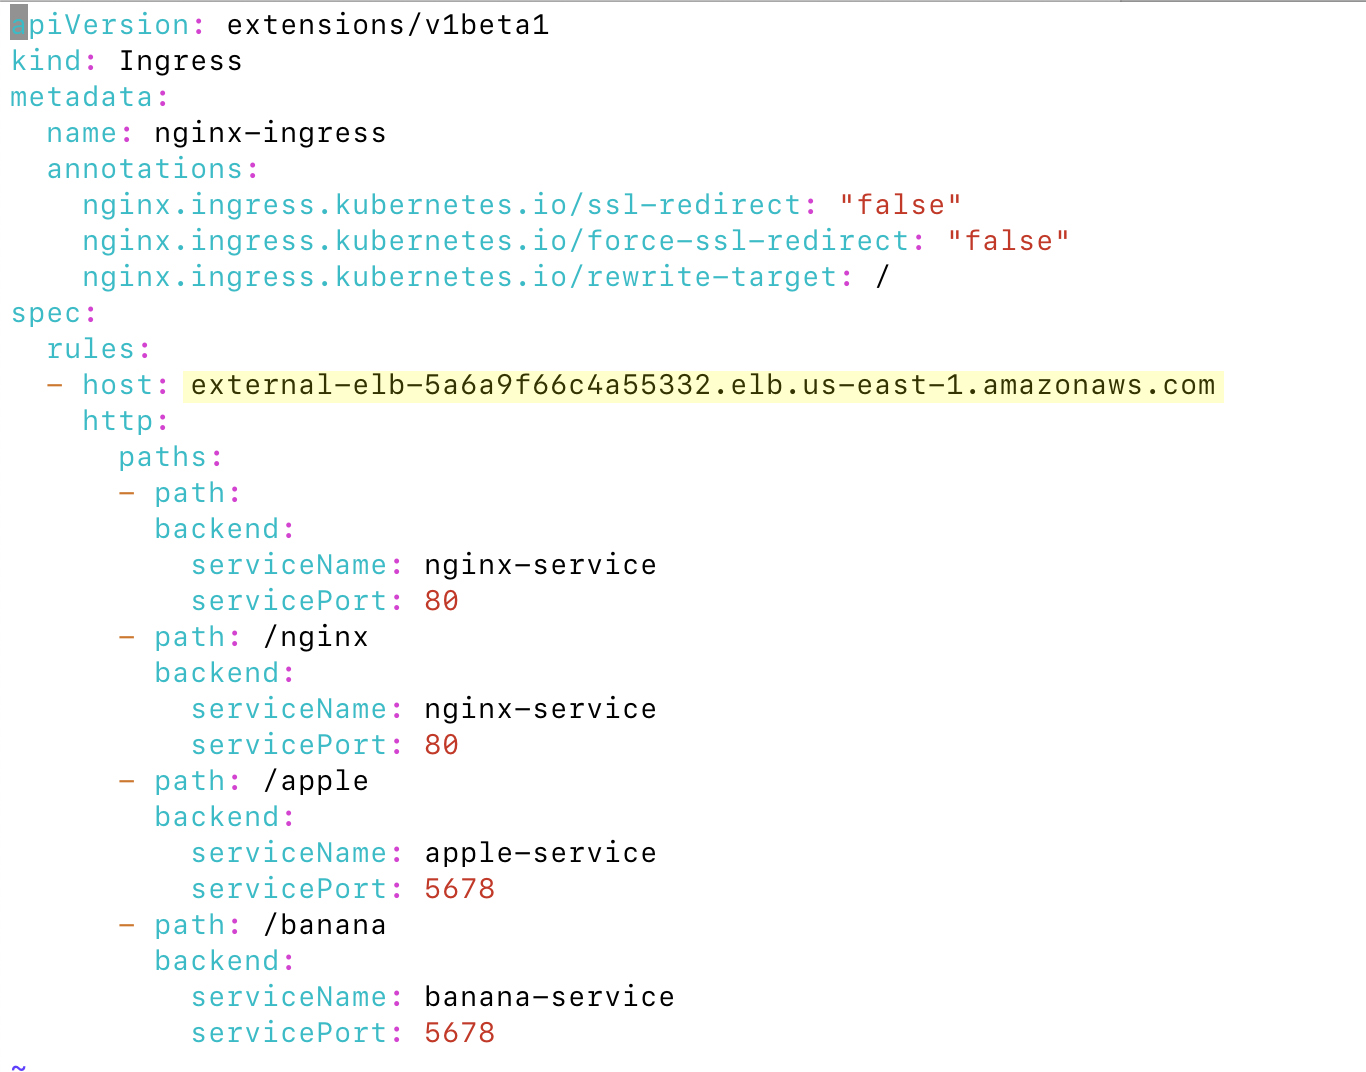 apiVersion: extensions/v1beta1
kind: Ingress
metadata:
  name: nginx-ingress
  annotations:
    nginx.ingress.kubernetes.io/ssl-redirect: "false"
    nginx.ingress.kubernetes.io/force-ssl-redirect: "false"
    nginx.ingress.kubernetes.io/rewrite-target: /
spec:
  rules:
  - host: external-elb-5a6a9f66c4a55332.elb.us-east-1.amazonaws.com
    http:
      paths:
      - path:
        backend:
          serviceName: nginx-service
          servicePort: 80
      - path: /nginx
        backend:
          serviceName: nginx-service
          servicePort: 80
      - path: /apple
        backend:
          serviceName: apple-service
          servicePort: 5678
      - path: /banana
        backend:
          serviceName: banana-service
          servicePort: 5678
~